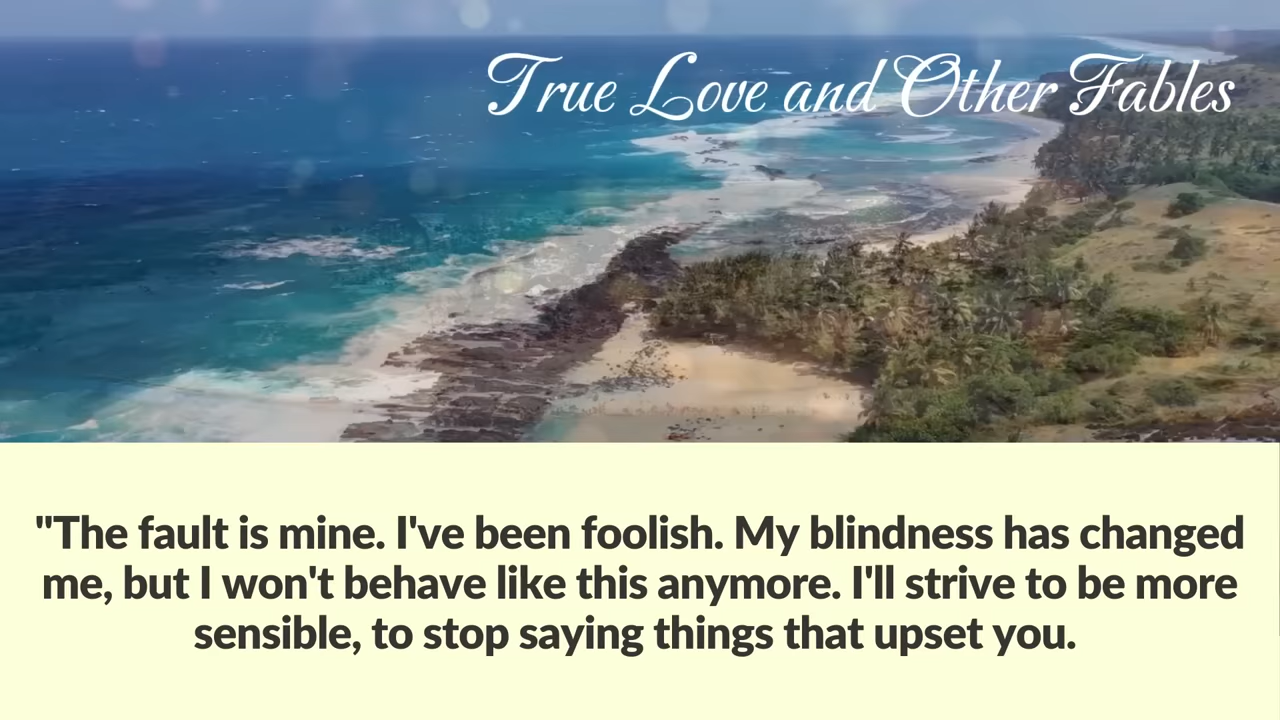 True Love and Other Fables
"The fault is mine. I've been foolish. My blindness has changed
me, but I won't behave like this anymore. I'll strive to be more
sensible, to stop saying things that upset you.